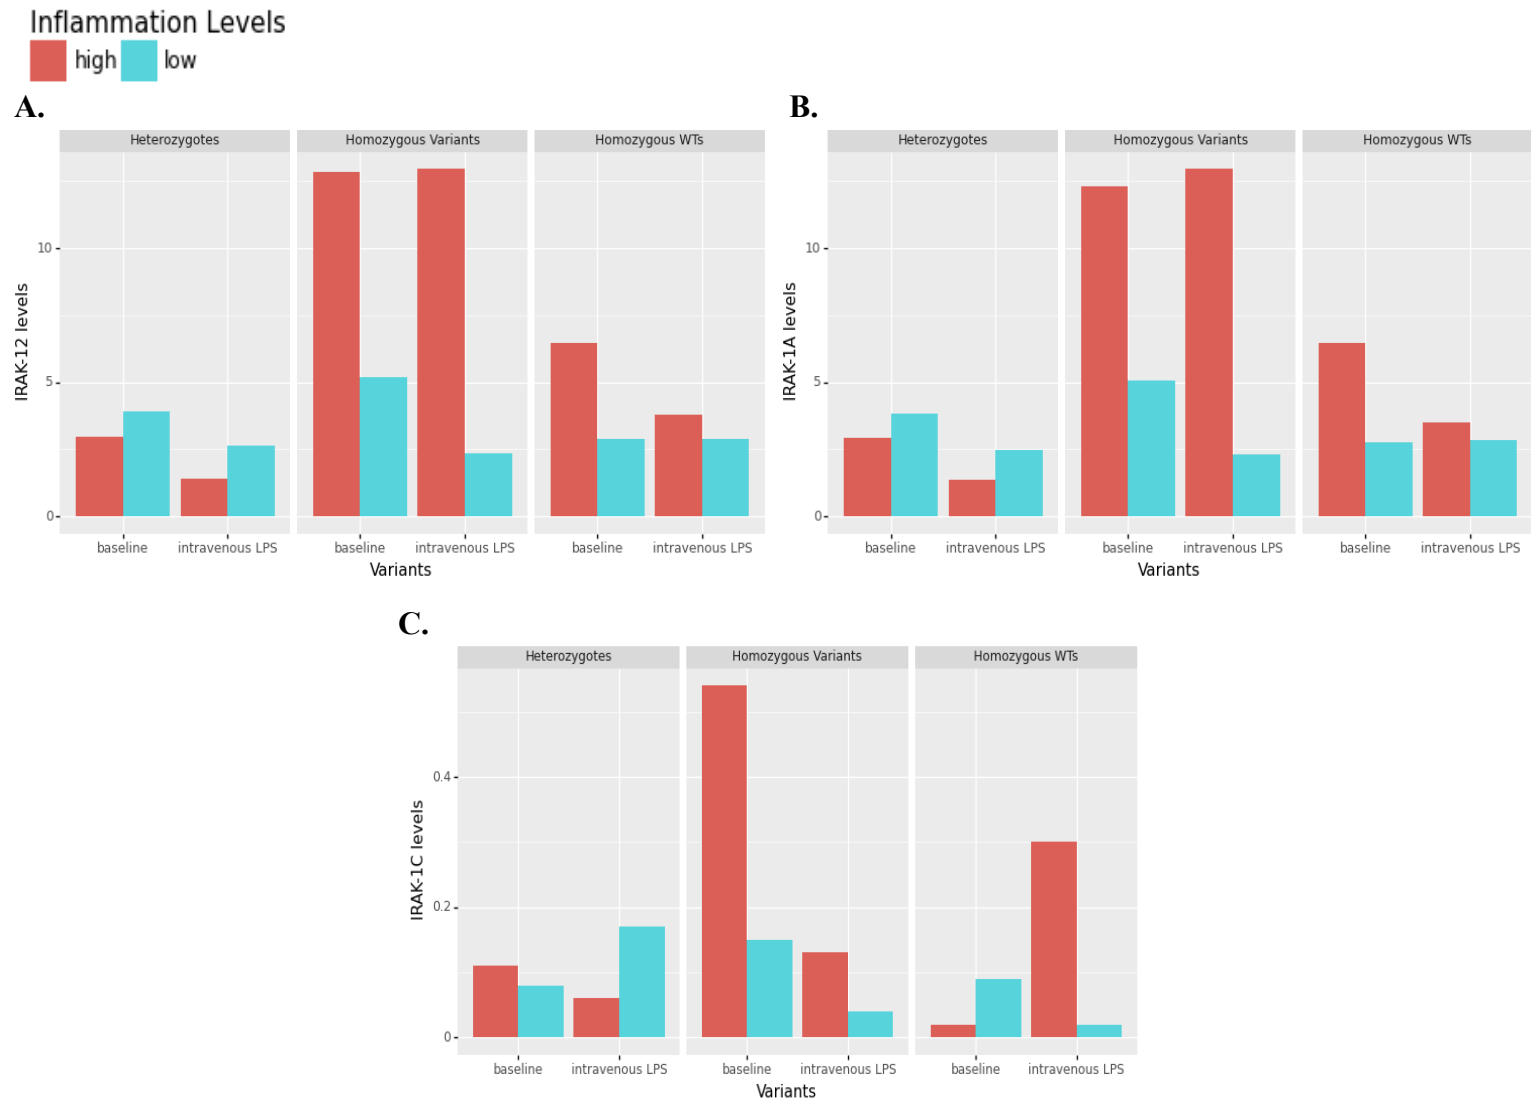 Inflammation Levels
high low
A.
Heterozygotes Homozygous Variants Homozygous WTs
IRAK-12 levels
10
5
0
baseline intravenous LPS baseline intravenous LPS baseline intravenous LPS
Variants
B.
Heterozygotes Homozygous Variants Homozygous WTs
IRAK-1A levels
10
5
0
baseline intravenous LPS baseline intravenous LPS baseline intravenous LPS
Variants
C.
Heterozygotes Homozygous Variants Homozygous WTs
IRAK-1C levels
0.4
0.2
0
baseline intravenous LPS baseline intravenous LPS baseline intravenous LPS
Variants